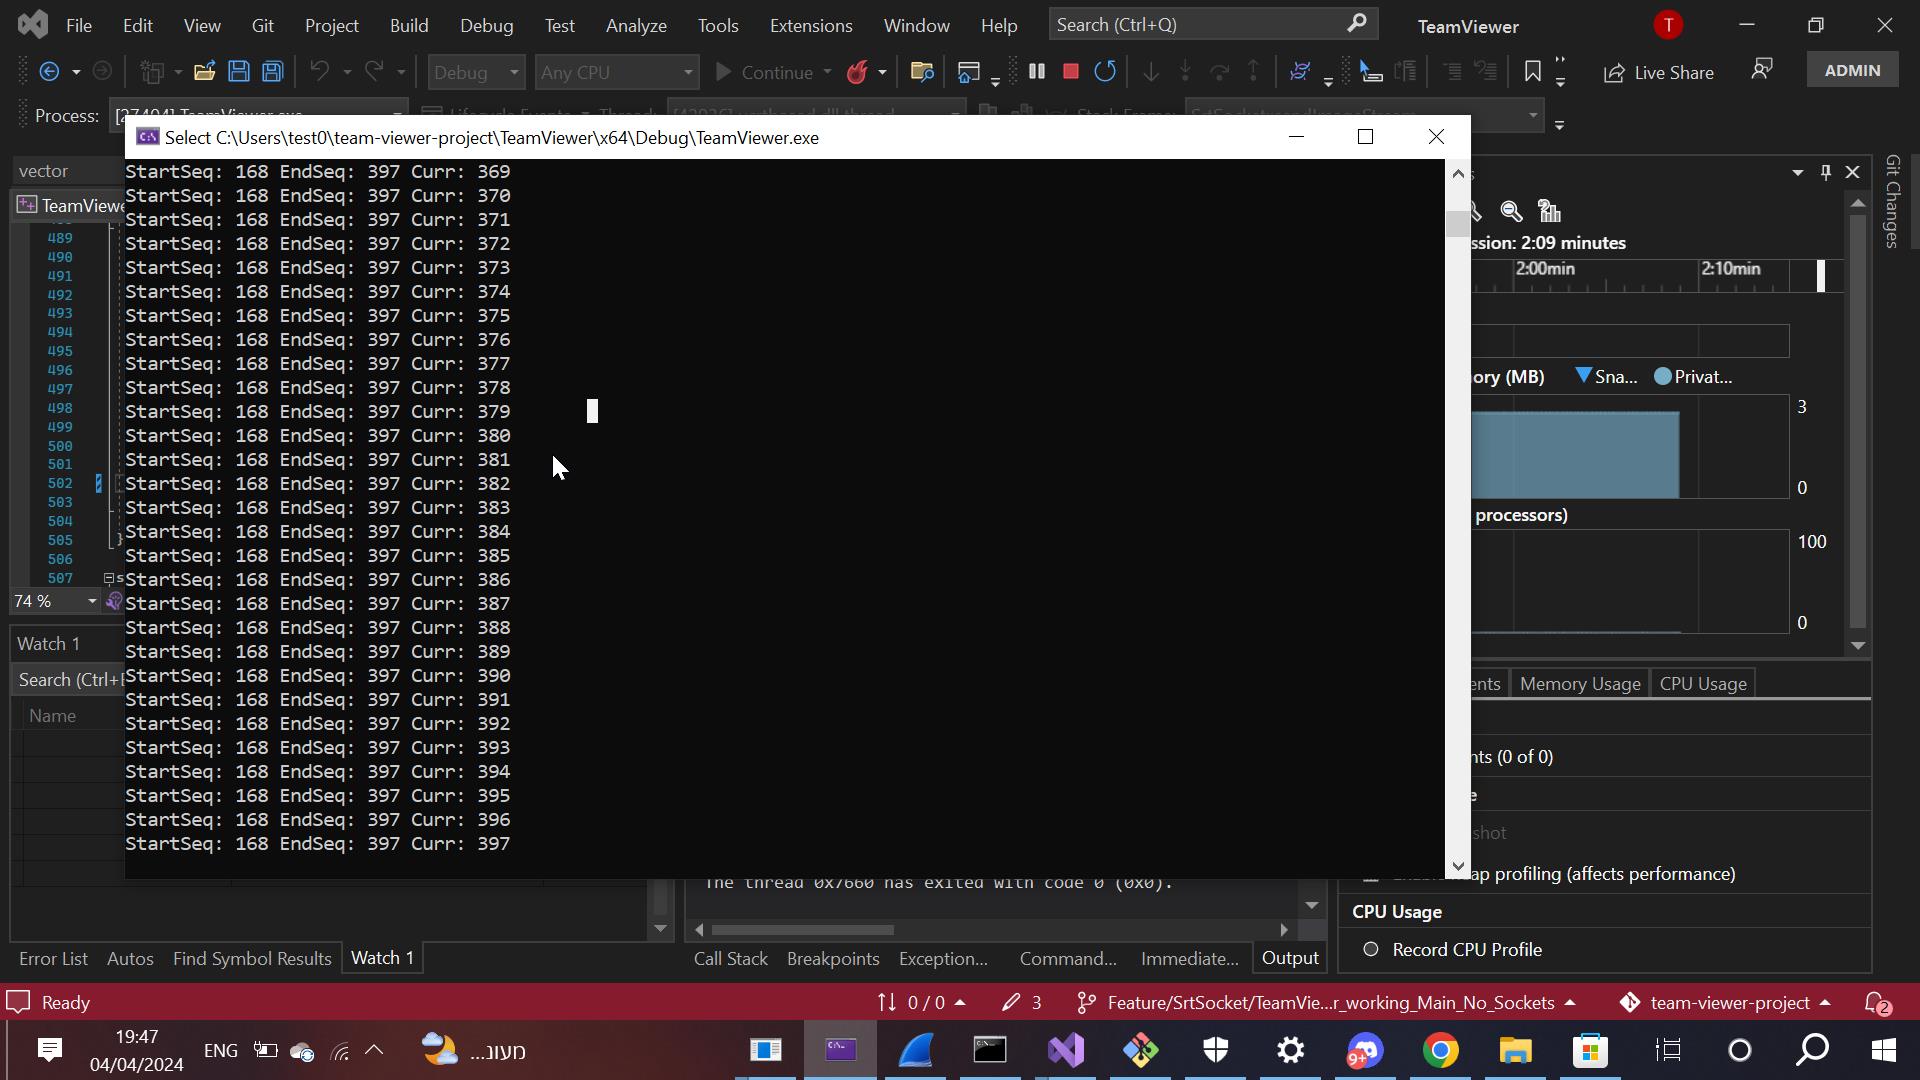 File Edit View Git Project Build Debug Test Analyze Tools Extensions Window Help Search (Ctrl+Q) TeamViewer T
Debug Any CPU Continue Live Share ADMIN
Process: [27404] TeamViewer.exe Lifecycle Events Thread: Stack Frame:
Select C:\Users\test0\team-viewer-project\TeamViewer\x64\Debug\TeamViewer.exe
vector
TeamViewe
489
490
491
492
493
494
495
496
497
498
499
500
501
502
503
504
505
506
507
74 %
Watch 1
Search (Ctrl+E
Name
StartSeq: 168 EndSeq: 397 Curr: 369
StartSeq: 168 EndSeq: 397 Curr: 370
StartSeq: 168 EndSeq: 397 Curr: 371
StartSeq: 168 EndSeq: 397 Curr: 372
StartSeq: 168 EndSeq: 397 Curr: 373
StartSeq: 168 EndSeq: 397 Curr: 374
StartSeq: 168 EndSeq: 397 Curr: 375
StartSeq: 168 EndSeq: 397 Curr: 376
StartSeq: 168 EndSeq: 397 Curr: 377
StartSeq: 168 EndSeq: 397 Curr: 378
StartSeq: 168 EndSeq: 397 Curr: 379
StartSeq: 168 EndSeq: 397 Curr: 380
StartSeq: 168 EndSeq: 397 Curr: 381
StartSeq: 168 EndSeq: 397 Curr: 382
StartSeq: 168 EndSeq: 397 Curr: 383
StartSeq: 168 EndSeq: 397 Curr: 384
StartSeq: 168 EndSeq: 397 Curr: 385
StartSeq: 168 EndSeq: 397 Curr: 386
StartSeq: 168 EndSeq: 397 Curr: 387
StartSeq: 168 EndSeq: 397 Curr: 388
StartSeq: 168 EndSeq: 397 Curr: 389
StartSeq: 168 EndSeq: 397 Curr: 390
StartSeq: 168 EndSeq: 397 Curr: 391
StartSeq: 168 EndSeq: 397 Curr: 392
StartSeq: 168 EndSeq: 397 Curr: 393
StartSeq: 168 EndSeq: 397 Curr: 394
StartSeq: 168 EndSeq: 397 Curr: 395
StartSeq: 168 EndSeq: 397 Curr: 396
StartSeq: 168 EndSeq: 397 Curr: 397
The thread 0x7660 has exited with code 0 (0x0).
s
ssion: 2:09 minutes
2:00min 2:10min
ory (MB) Sna... Privat...
3
0
processors)
100
0
ents Memory Usage CPU Usage
nts (0 of 0)
e
shot
ap profiling (affects performance)
CPU Usage
Record CPU Profile
Git Changes
Error List Autos Find Symbol Results Watch 1 Call Stack Breakpoints Exception... Command... Immediate... Output
Ready 0 / 0 3 Feature/SrtSocket/TeamVie...r_working_Main_No_Sockets team-viewer-project 2
19:47
04/04/2024
ENG
מעונ...
9+